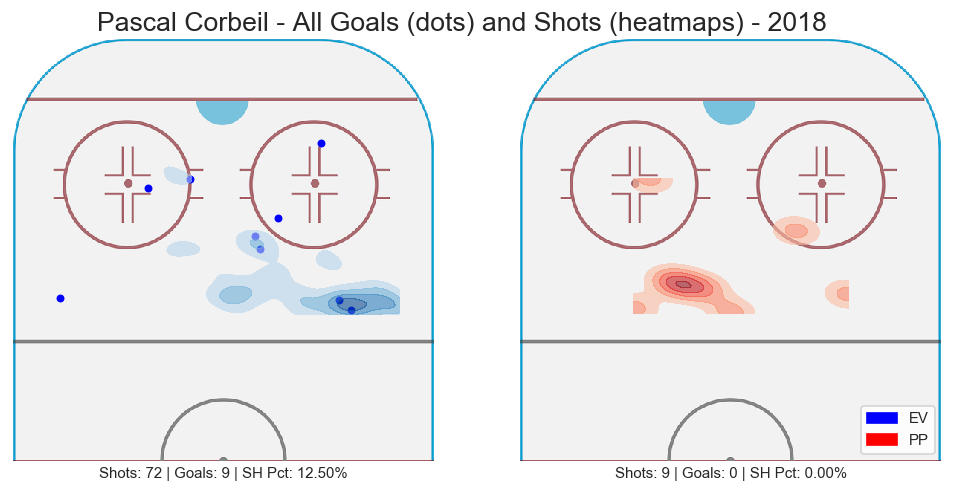 Pascal Corbeil - All Goals (dots) and Shots (heatmaps) - 2018
EV
PP
Shots: 72 | Goals: 9 | SH Pct: 12.50%
Shots: 9 | Goals: 0 | SH Pct: 0.00%